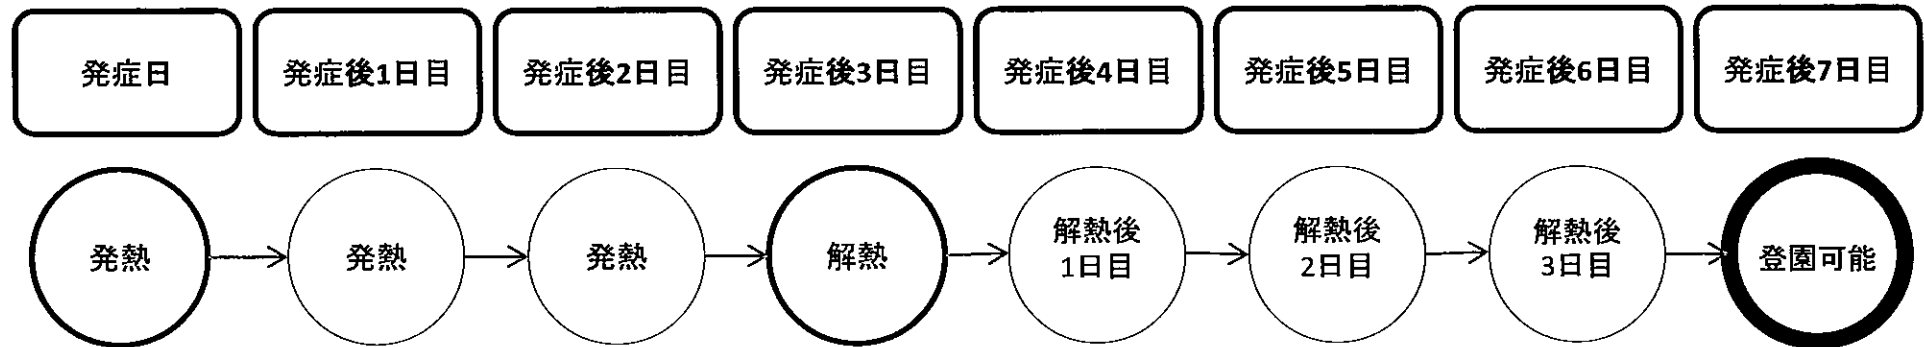 発症日
発症後1日目
発症後2日目
発症後3日目
発症後4日目
発症後5日目
発症後6日目
発症後7日目
発熱
発熱
発熱
解熱
解熱後
1日目
解熱後
2日目
解熱後
3日目
登園可能